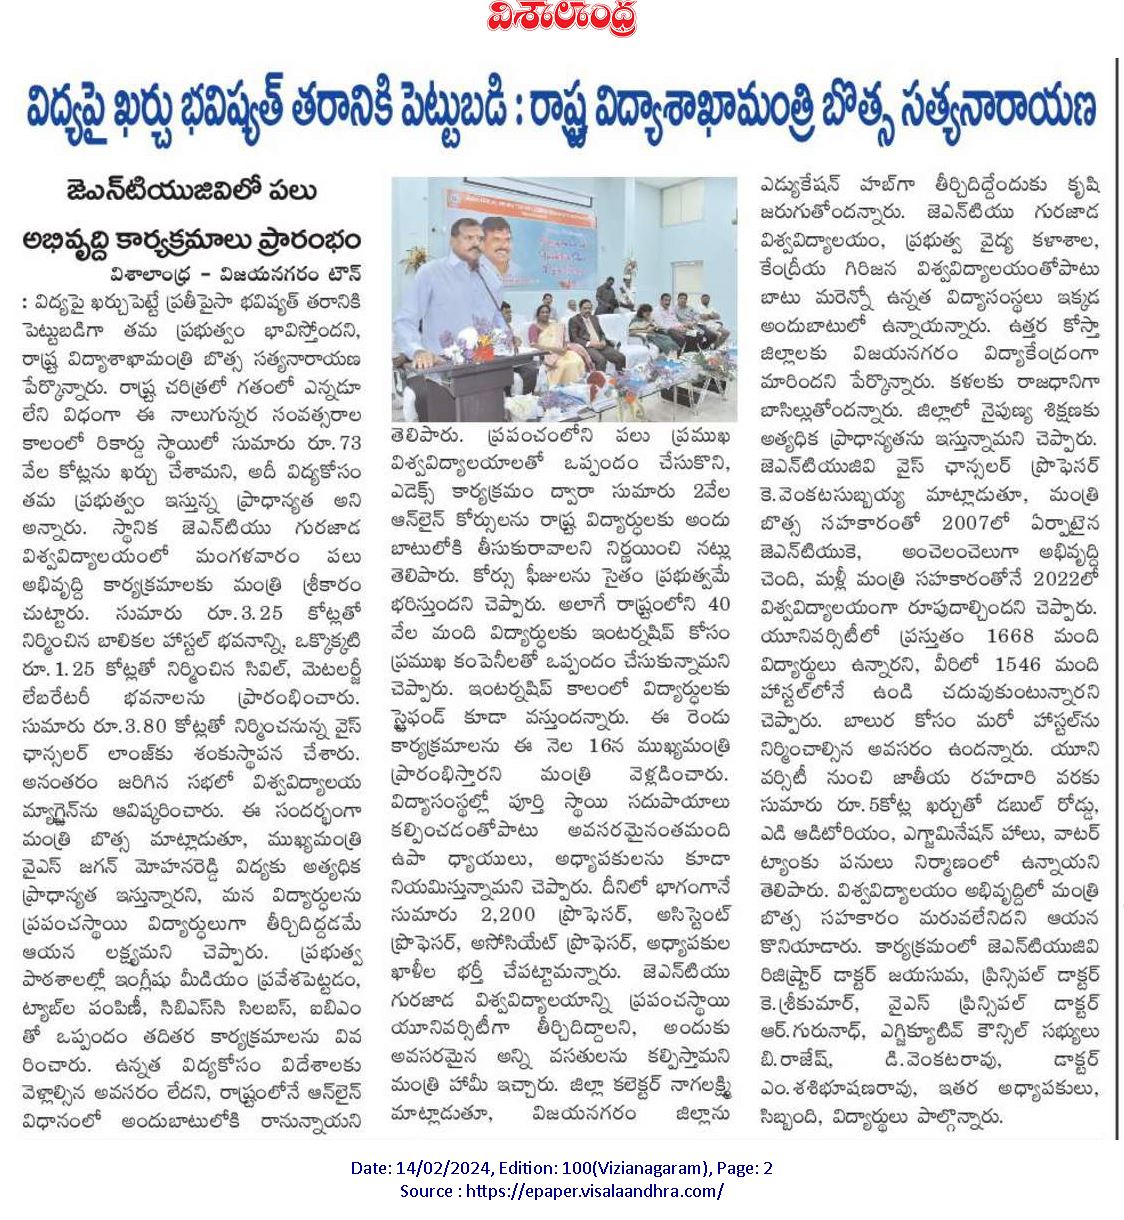 విశాలాంధ్ర
విద్యపై ఖర్చు భవిష్యత్ తరానికి పెట్టుబడి : రాష్ట్ర విద్యాశాఖామంత్రి బొత్స సత్యనారాయణ
జెఎన్‌టియుజివిలో పలు
అభివృద్ధి కార్యక్రమాలు ప్రారంభం
విశాలాంధ్ర - విజయనగరం టౌన్
: విద్యపై ఖర్చుపెట్టే ప్రతీపైసా భవిష్యత్ తరానికి
పెట్టుబడిగా తమ ప్రభుత్వం భావిస్తోందని,
రాష్ట్ర విద్యాశాఖామంత్రి బొత్స సత్యనారాయణ
పేర్కొన్నారు. రాష్ట్ర చరిత్రలో గతంలో ఎన్నడూ
లేని విధంగా ఈ నాలుగున్నర సంవత్సరాల
కాలంలో రికార్డు స్థాయిలో సుమారు రూ.73
వేల కోట్లను ఖర్చు చేశామని, అదీ విద్యకోసం
తమ ప్రభుత్వం ఇస్తున్న ప్రాధాన్యత అని
అన్నారు. స్థానిక జెఎన్‌టియు గురజాడ
విశ్వవిద్యాలయంలో మంగళవారం పలు
అభివృద్ధి కార్యక్రమాలకు మంత్రి శ్రీకారం
చుట్టారు. సుమారు రూ.3.25 కోట్లతో
నిర్మించిన బాలికల హాస్టల్ భవనాన్ని, ఒక్కొక్కటి
రూ.1.25 కోట్లతో నిర్మించిన సివిల్, మెటలర్జీ
లేబరేటరీ భవనాలను ప్రారంభించారు.
సుమారు రూ.3.80 కోట్లతో నిర్మించనున్న వైస్
ఛాన్సలర్ లాంజ్‌కు శంకుస్థాపన చేశారు.
అనంతరం జరిగిన సభలో విశ్వవిద్యాలయ
మ్యాగ్జైన్‌ను ఆవిష్కరించారు. ఈ సందర్భంగా
మంత్రి బొత్స మాట్లాడుతూ, ముఖ్యమంత్రి
వైఎస్ జగన్ మోహనరెడ్డి విద్యకు అత్యధిక
ప్రాధాన్యత ఇస్తున్నారని, మన విద్యార్ధులను
ప్రపంచస్థాయి విద్యార్ధులుగా తీర్చిదిద్దడమే
ఆయన లక్ష్యమని చెప్పారు. ప్రభుత్వ
పాఠశాలల్లో ఇంగ్లీషు మీడియం ప్రవేశపెట్టడం,
ట్యాబ్‌ల పంపిణీ, సిబిఎస్‌సి సిలబస్, ఐబిఎం
తో ఒప్పందం తదితర కార్యక్రమాలను వివ
రించారు. ఉన్నత విద్యకోసం విదేశాలకు
వెళ్లాల్సిన అవసరం లేదని, రాష్ట్రంలోనే ఆన్‌లైన్
విధానంలో అందుబాటులోకి రానున్నాయని
తెలిపారు. ప్రపంచంలోని పలు ప్రముఖ
విశ్వవిద్యాలయాలతో ఒప్పందం చేసుకొని,
ఎడెక్స్ కార్యక్రమం ద్వారా సుమారు 2వేల
ఆన్‌లైన్ కోర్సులను రాష్ట్ర విద్యార్ధులకు అందు
బాటులోకి తీసుకురావాలని నిర్ణయించి నట్లు
తెలిపారు. కోర్సు ఫీజులను సైతం ప్రభుత్వమే
భరిస్తుందని చెప్పారు. అలాగే రాష్ట్రంలోని 40
వేల మంది విద్యార్ధులకు ఇంటర్నషిప్ కోసం
ప్రముఖ కంపెనీలతో ఒప్పందం చేసుకున్నామని
చెప్పారు. ఇంటర్నషిప్ కాలంలో విద్యార్ధులకు
స్టైఫండ్ కూడా వస్తుందన్నారు. ఈ రెండు
కార్యక్రమాలను ఈ నెల 16న ముఖ్యమంత్రి
ప్రారంభిస్తారని మంత్రి వెల్లడించారు.
విద్యాసంస్థల్లో పూర్తి స్థాయి సదుపాయాలు
కల్పించడంతోపాటు అవసరమైనంతమంది
ఉపా ధ్యాయులు, అధ్యాపకులను కూడా
నియమిస్తున్నామని చెప్పారు. దీనిలో భాగంగానే
సుమారు 2,200 ప్రొఫెసర్, అసిస్టెంట్
ప్రొఫెసర్, అసోసియేట్ ప్రొఫెసర్, అధ్యాపకుల
ఖాళీల భర్తీ చేపట్టామన్నారు. జెఎన్‌టియు
గురజాడ విశ్వవిద్యాలయాన్ని ప్రపంచస్థాయి
యూనివర్సిటీగా తీర్చిదిద్దాలని, అందుకు
అవసరమైన అన్ని వసతులను కల్పిస్తామని
మంత్రి హామీ ఇచ్చారు. జిల్లా కలెక్టర్ నాగలక్ష్మి
మాట్లాడుతూ, విజయనగరం జిల్లాను
ఎడ్యుకేషన్ హబ్‌గా తీర్చిదిద్దేందుకు కృషి
జరుగుతోందన్నారు. జెఎన్‌టియు గురజాడ
విశ్వవిద్యాలయం, ప్రభుత్వ వైద్య కళాశాల,
కేంద్రీయ గిరిజన విశ్వవిద్యాలయంతోపాటు
బాటు మరెన్నో ఉన్నత విద్యాసంస్థలు ఇక్కడ
అందుబాటులో ఉన్నాయన్నారు. ఉత్తర కోస్తా
జిల్లాలకు విజయనగరం విద్యాకేంద్రంగా
మారిందని పేర్కొన్నారు. కళలకు రాజధానిగా
బాసిల్లుతోందన్నారు. జిల్లాలో నైపుణ్య శిక్షణకు
అత్యధిక ప్రాధాన్యతను ఇస్తున్నామని చెప్పారు.
జెఎన్‌టియుజివి వైస్ ఛాన్సలర్ ప్రొఫెసర్
కె.వెంకటసుబ్బయ్య మాట్లాడుతూ, మంత్రి
బొత్స సహకారంతో 2007లో ఏర్పాటైన
జెఎన్‌టియుకె, అంచెలంచెలుగా అభివృద్ధి
చెంది, మళ్లీ మంత్రి సహకారంతోనే 2022లో
విశ్వవిద్యాలయంగా రూపుదాల్చిందని చెప్పారు.
యూనివర్సిటీలో ప్రస్తుతం 1668 మంది
విద్యార్థులు ఉన్నారని, వీరిలో 1546 మంది
హాస్టల్‌లోనే ఉండి చదువుకుంటున్నారని
చెప్పారు. బాలుర కోసం మరో హాస్టల్‌ను
నిర్మించాల్సిన అవసరం ఉందన్నారు. యూని
వర్సిటీ నుంచి జాతీయ రహదారి వరకు
సుమారు రూ.5కోట్ల ఖర్చుతో డబుల్ రోడ్డు,
ఎడి ఆడిటోరియం, ఎగ్జామినేషన్ హాలు, వాటర్
ట్యాంకు పనులు నిర్మాణంలో ఉన్నాయని
తెలిపారు. విశ్వవిద్యాలయం అభివృద్దిలో మంత్రి
బొత్స సహకారం మరువలేనిదని ఆయన
కొనియాడారు. కార్యక్రమంలో జెఎన్‌టియుజివి
రిజిష్ట్రార్ డాక్టర్ జయసుమ, ప్రిన్సిపల్ డాక్టర్
కె.శ్రీకుమార్, వైఎస్ ప్రిన్సిపల్ డాక్టర్
ఆర్.గురునాధ్, ఎగ్జిక్యూటివ్ కౌన్సిల్ సభ్యులు
బి.రాజేష్, డి.వెంకటరావు, డాక్టర్
ఎం.శశిభూషణరావు, ఇతర అధ్యాపకులు,
సిబ్బంది, విద్యార్థులు పాల్గొన్నారు.
Date: 14/02/2024, Edition: 100(Vizianagaram), Page: 2
Source : https://epaper.visalaandhra.com/